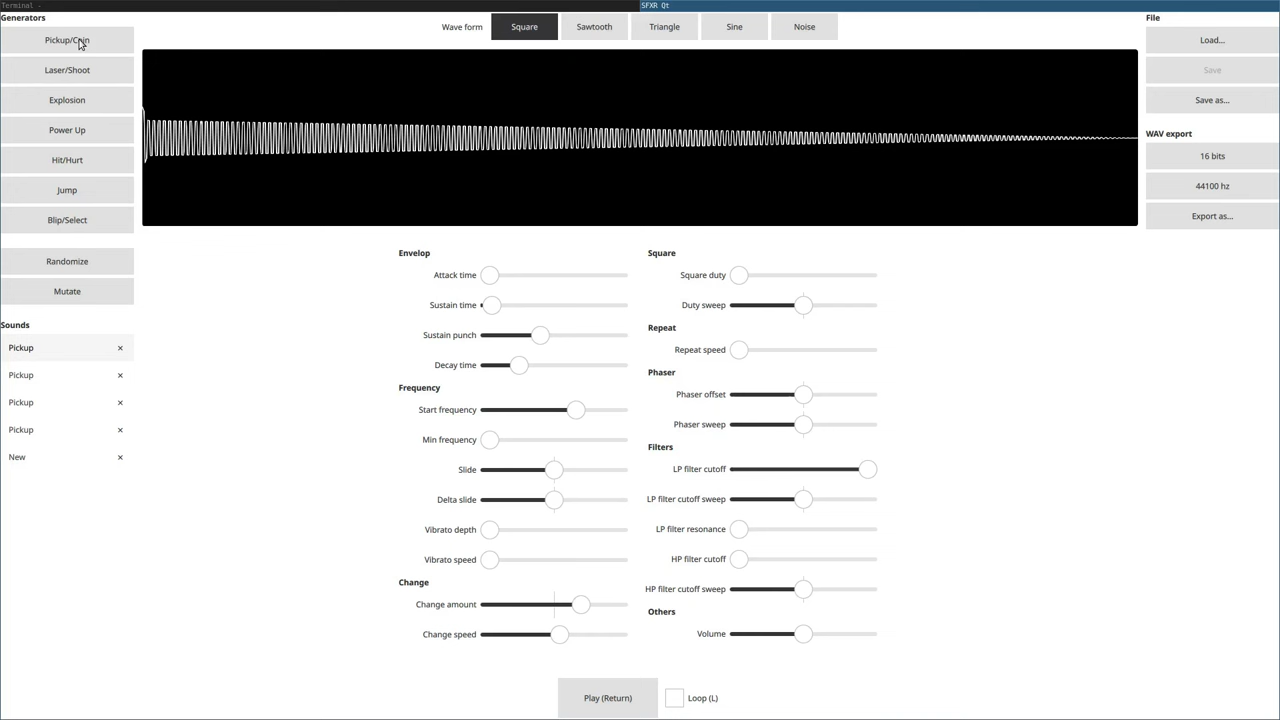 Terminal -
SFXR Qt
Generators
Pickup/Coin
Laser/Shoot
Explosion
Power Up
Hit/Hurt
Jump
Blip/Select
Randomize
Mutate
Sounds
Pickup ×
Pickup ×
Pickup ×
Pickup ×
New ×
Wave form
Square
Sawtooth
Triangle
Sine
Noise
Envelop
Attack time
Sustain time
Sustain punch
Decay time
Frequency
Start frequency
Min frequency
Slide
Delta slide
Vibrato depth
Vibrato speed
Change
Change amount
Change speed
Square
Square duty
Duty sweep
Repeat
Repeat speed
Phaser
Phaser offset
Phaser sweep
Filters
LP filter cutoff
LP filter cutoff sweep
LP filter resonance
HP filter cutoff
HP filter cutoff sweep
Others
Volume
Play (Return)
Loop (L)
File
Load...
Save
Save as...
WAV export
16 bits
44100 hz
Export as...